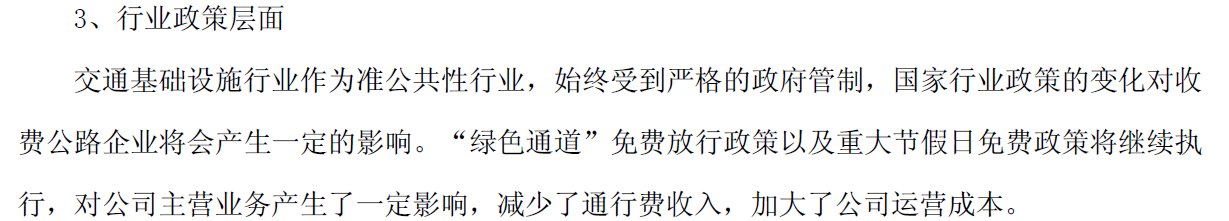 3、行业政策层面
交通基础设施行业作为准公共性行业，始终受到严格的政府管制，国家行业政策的变化对收
费公路企业将会产生一定的影响。“绿色通道”免费放行政策以及重大节假日免费政策将继续执
行，对公司主营业务产生了一定影响，减少了通行费收入，加大了公司运营成本。